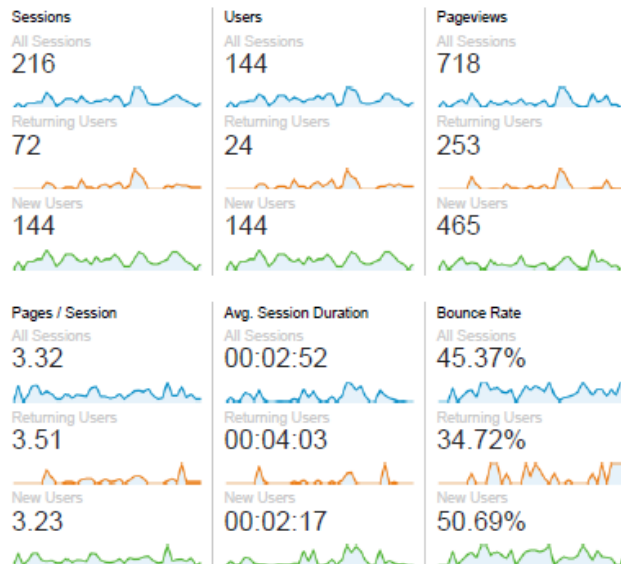 Sessions
All Sessions
216
Returning Users
72
New Users
144
Users
All Sessions
144
Returning Users
24
New Users
144
Pageviews
All Sessions
718
Returning Users
253
New Users
465
Pages / Session
All Sessions
3.32
Returning Users
3.51
New Users
3.23
Avg. Session Duration
All Sessions
00:02:52
Returning Users
00:04:03
New Users
00:02:17
Bounce Rate
All Sessions
45.37%
Returning Users
34.72%
New Users
50.69%